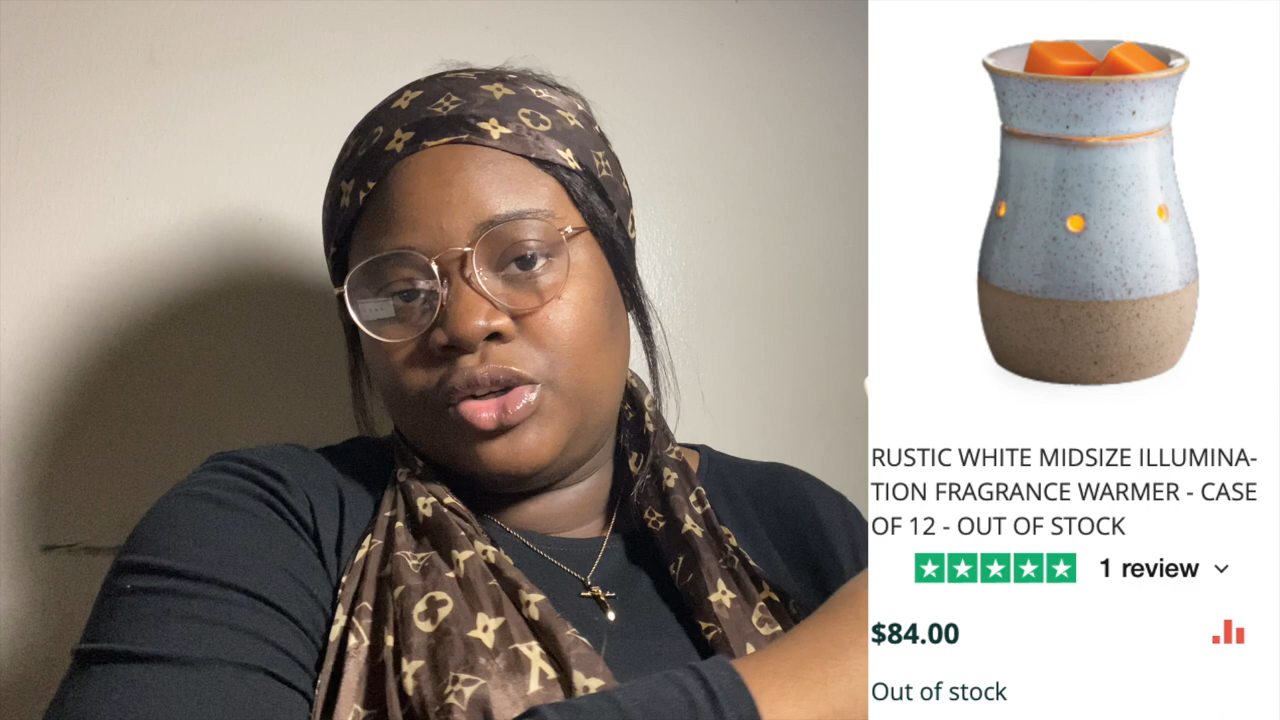 RUSTIC WHITE MIDSIZE ILLUMINA-
TION FRAGRANCE WARMER - CASE
OF 12 - OUT OF STOCK
1 review
$84.00
Out of stock